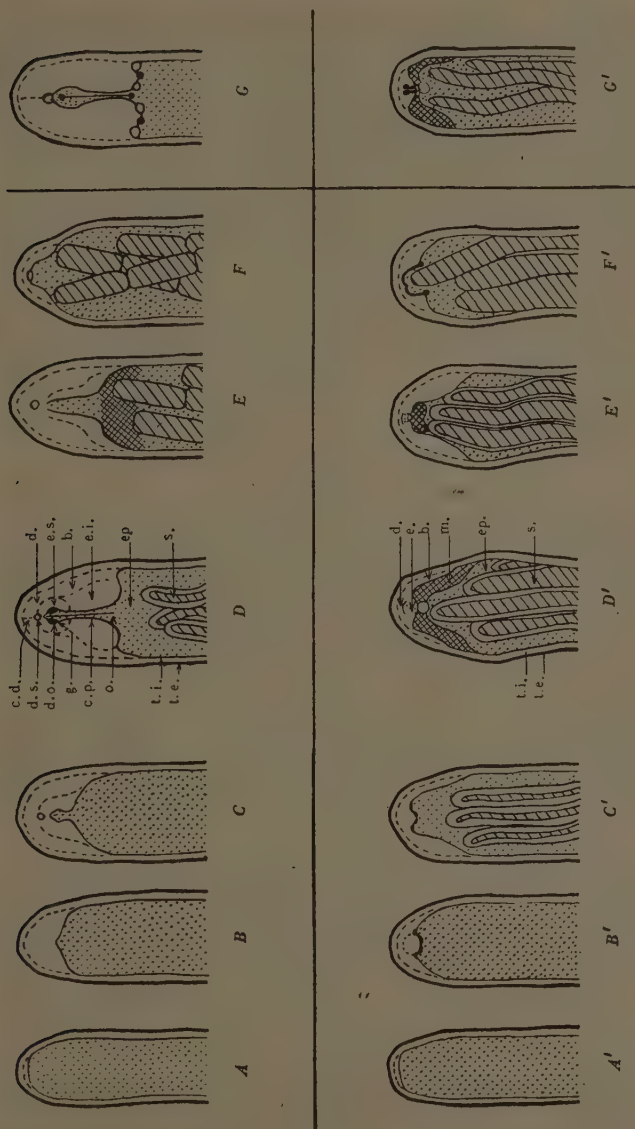 c.d.
d.s.
d.o.
g.
c.p.
o.
t.i.
t.e.
d.
e.s.
b.
e.i.
ep
s.
A
B
C
D
E
F
G
d.
e.
b.
m.
ep.
s.
t.i.
t.e.
A'
B'
C'
D'
E'
F'
G'